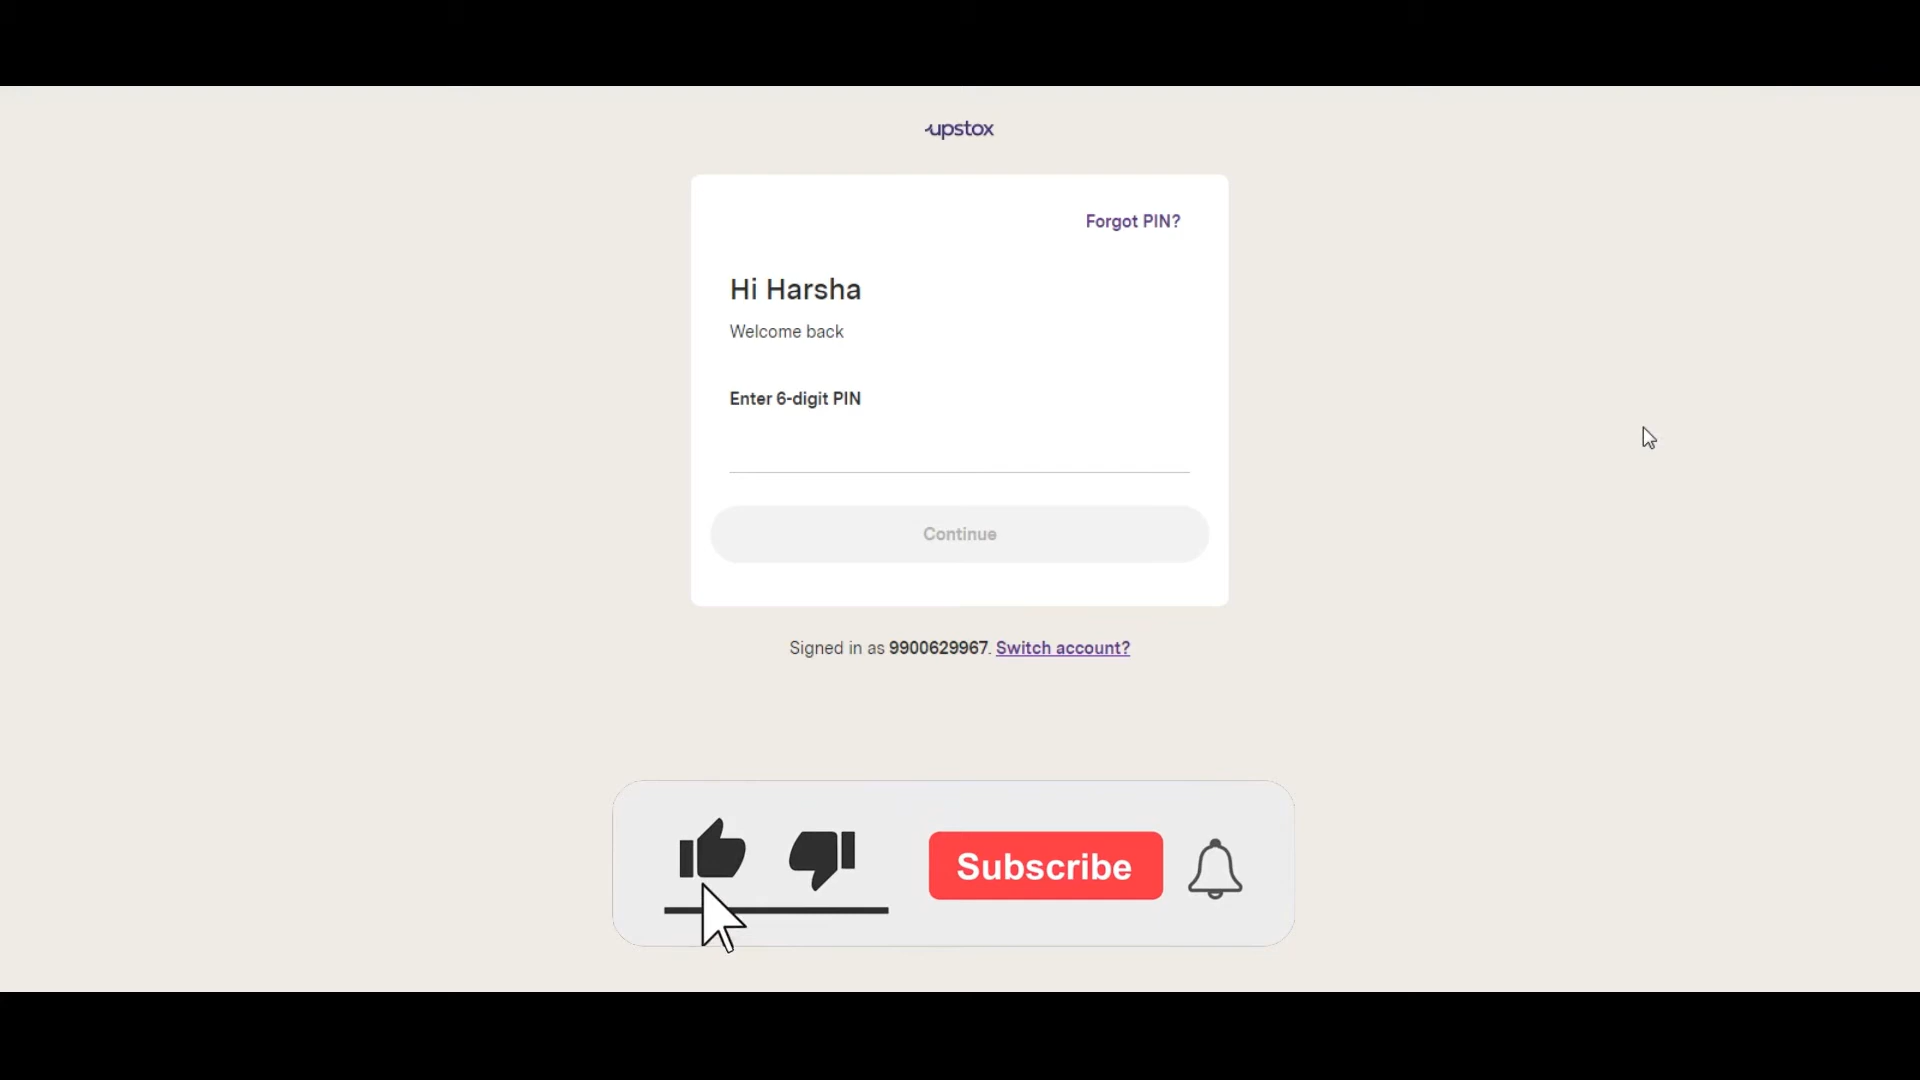 upstox
Forgot PIN?
Hi Harsha
Welcome back
Enter 6-digit PIN
Continue
Signed in as 9900629967. Switch account?
Subscribe